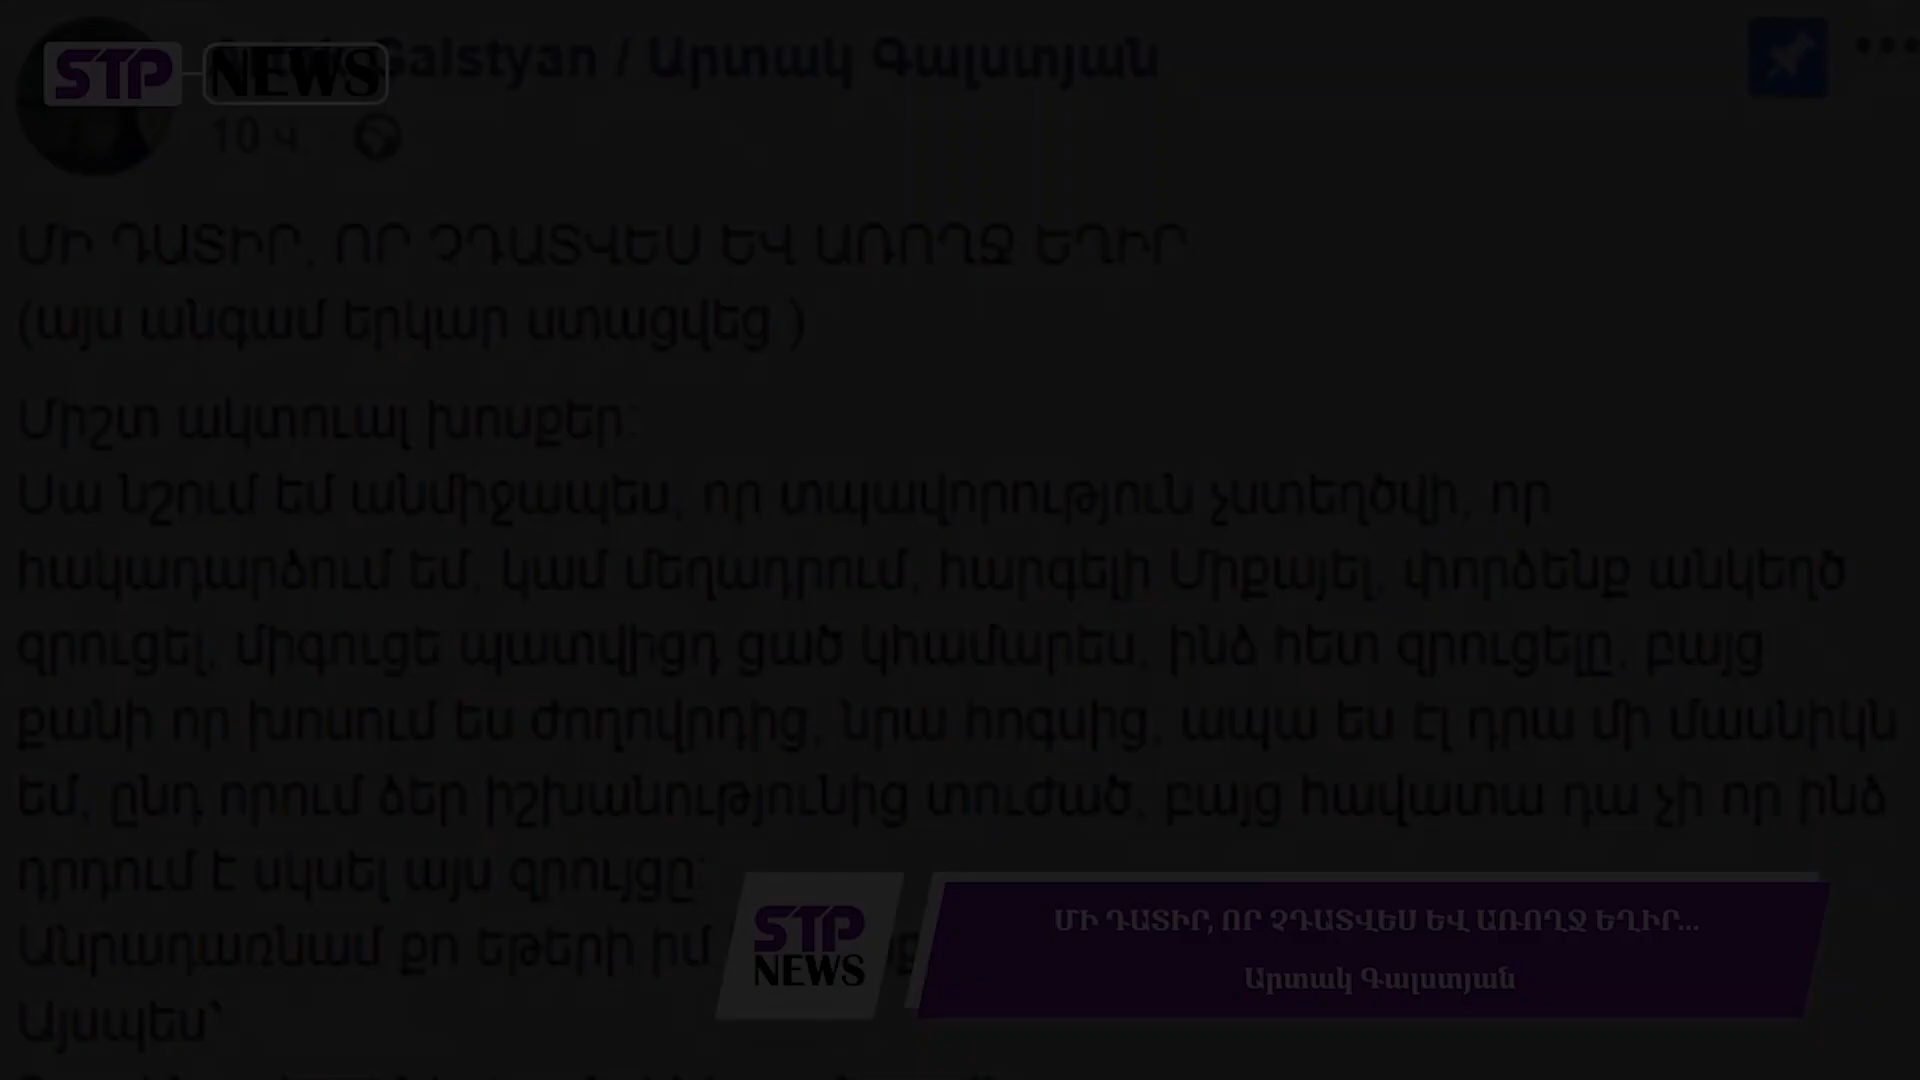 STP NEWS
Galstyan / Արտակ Գալստյան
10 ч.
ՄԻ ԴԱՏԻՐ, ՈՐ ՉԴԱՏՎԵՍ ԵՎ ԱՌՈՂՋ ԵՂԻՐ
(այս անգամ երկար ստացվեց )
Միշտ ակտուալ խոսքեր:
Սա նշում եմ անմիջապես, որ տպավորություն չստեղծվի, որ
հակադարձում եմ, կամ մեղադրում, հարգելի Միքայել, փորձենք անկեղծ
զրուցել, միգուցե պատվիցդ ցած կհամարես, ինձ հետ զրուցելը, բայց
քանի որ խոսում ես ժողովրդից, նրա հոգսից, ապա ես էլ դրա մի մասնիկն
եմ, ընդ որում ձեր իշխանությունից տուժած, բայց հավատա դա չի որ ինձ
դրդում է սկսել այս զրույցը:
Անրադառնամ քո եթերի իմ
Այսպես՝
STP
NEWS
ՄԻ ԴԱՏԻՐ, ՈՐ ՉԴԱՏՎԵՍ ԵՎ ԱՌՈՂՋ ԵՂԻՐ...
Արտակ Գալստյան